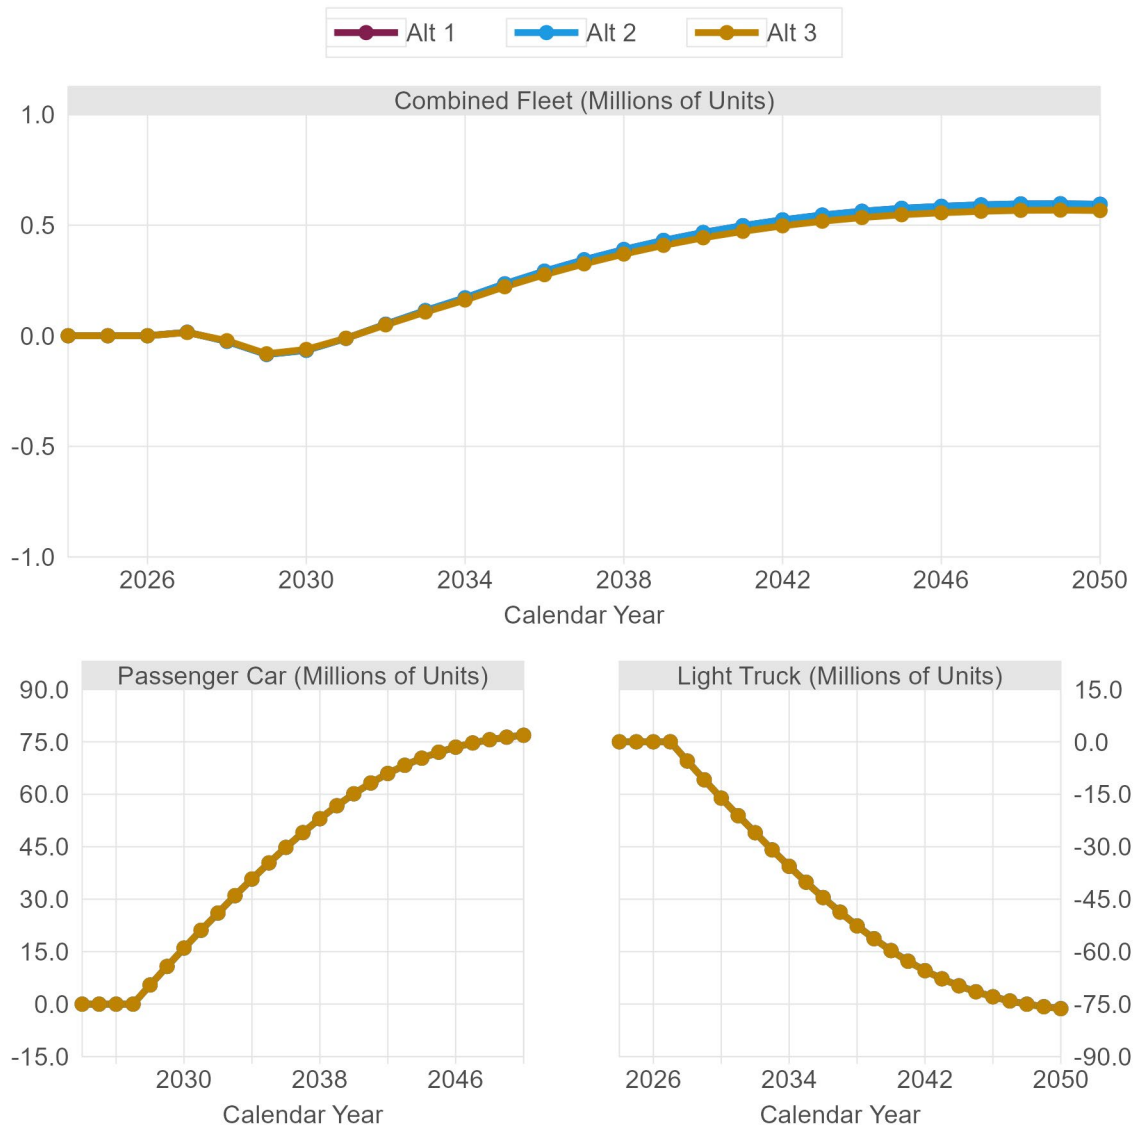 Alt 1 Alt 2 Alt 3
Combined Fleet (Millions of Units)
1.0
0.5
0.0
-0.5
-1.0
2026 2030 2034 2038 2042 2046 2050
Calendar Year
Passenger Car (Millions of Units)
90.0
75.0
60.0
45.0
30.0
15.0
0.0
-15.0
2030 2038 2046
Calendar Year
Light Truck (Millions of Units)
15.0
0.0
-15.0
-30.0
-45.0
-60.0
-75.0
-90.0
2026 2034 2042 2050
Calendar Year